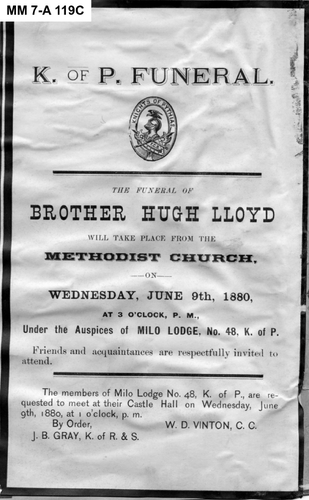 MM 7-A 119C
K. OF P. FUNERAL.
KNIGHTS OF PYTHIAS
THE FUNERAL OF
BROTHER HUGH LLOYD
WILL TAKE PLACE FROM THE
METHODIST CHURCH,
—ON—
WEDNESDAY, JUNE 9th, 1880,
AT 3 O'CLOCK, P. M.,
Under the Auspices of MILO LODGE, No. 48, K. of P.
Friends and acquaintances are respectfully invited to
attend.
The members of Milo Lodge No. 48, K. of P., are re-
quested to meet at their Castle Hall on Wednesday, June
9th, 1880, at 1 o'clock, p. m.
By Order, W. D. VINTON, C. C.
J. B. GRAY, K. of R. & S.